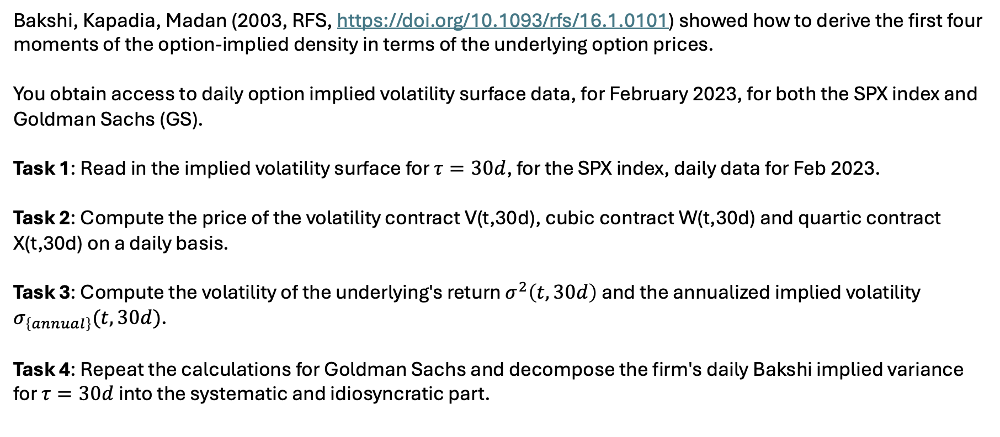 Bakshi, Kapadia, Madan (2003, RFS, https://doi.org/10.1093/rfs/16.1.0101) showed how to derive the first four
moments of the option-implied density in terms of the underlying option prices.
You obtain access to daily option implied volatility surface data, for February 2023, for both the SPX index and
Goldman Sachs (GS).
Task 1: Read in the implied volatility surface for τ = 30d, for the SPX index, daily data for Feb 2023.
Task 2: Compute the price of the volatility contract V(t,30d), cubic contract W(t,30d) and quartic contract
X(t,30d) on a daily basis.
Task 3: Compute the volatility of the underlying's return σ²(t, 30d) and the annualized implied volatility
σ_{annual}(t, 30d).
Task 4: Repeat the calculations for Goldman Sachs and decompose the firm's daily Bakshi implied variance
for τ = 30d into the systematic and idiosyncratic part.